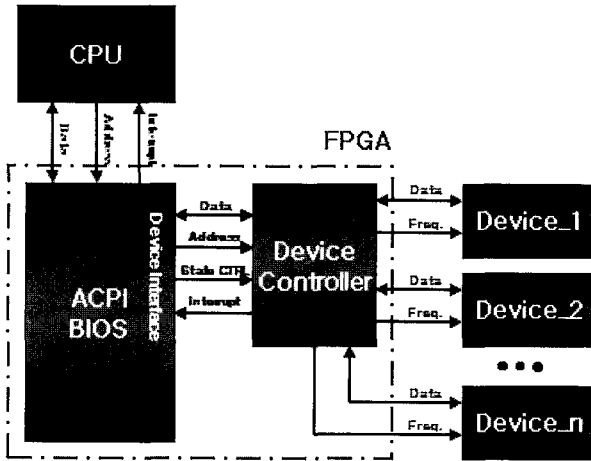 CPU
Data
Address
Interrupt
FPGA
Device Interface
ACPI
BIOS
Data
Address
State CTRL
Interrupt
Device
Controller
Data
Freq.
Device_1
Data
Freq.
Device_2
•••
Data
Freq.
Device_n